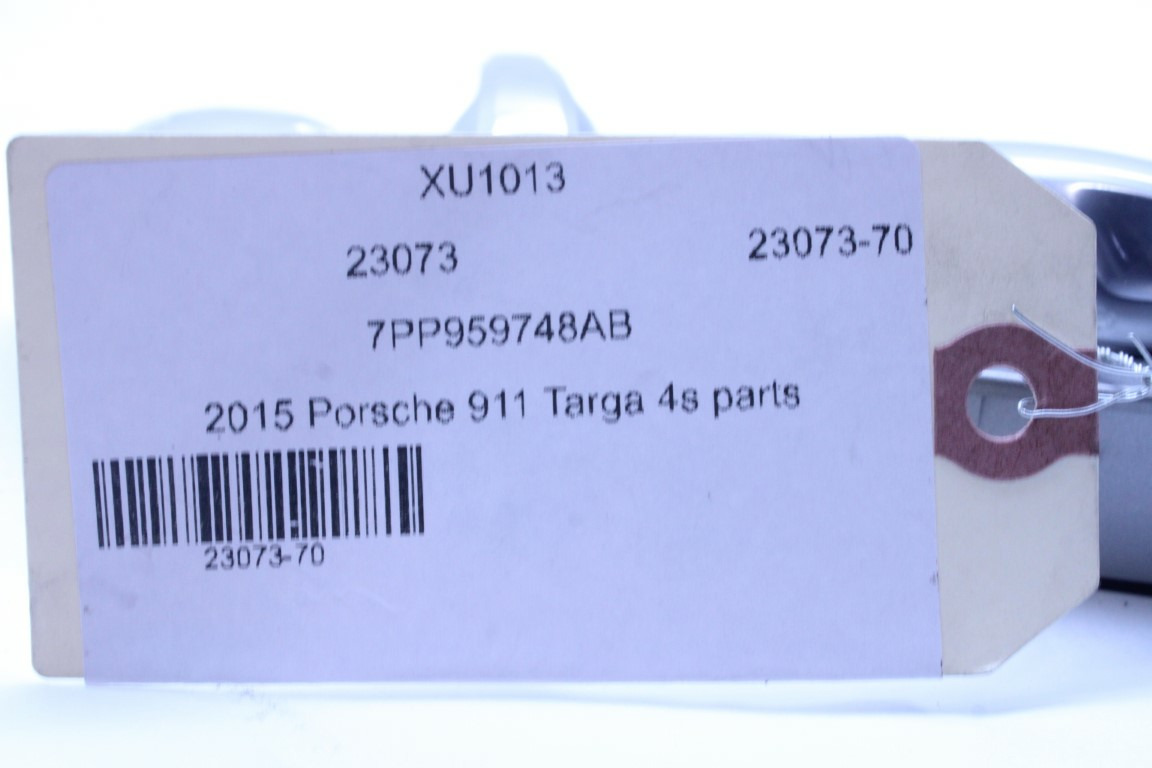 XU1013
23073 23073-70
7PP959748AB
2015 Porsche 911 Targa 4s parts
23073-70